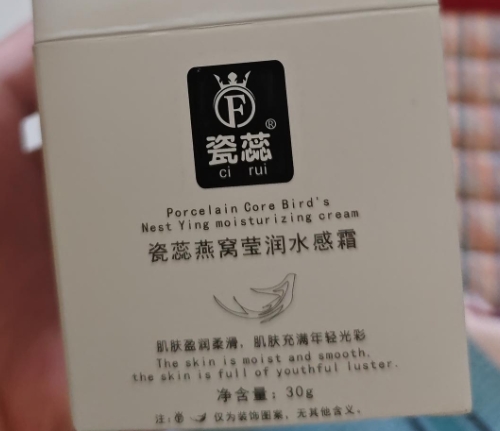 F
瓷蕊®
ci rui
Porcelain Core Bird's
Nest Ying moisturizing cream
瓷蕊燕窝莹润水感霜
肌肤盈润柔滑，肌肤充满年轻光彩
The skin is moist and smooth,
the skin is full of youthful luster.
净含量：30g
注: 仅为装饰图案，无其他含义。